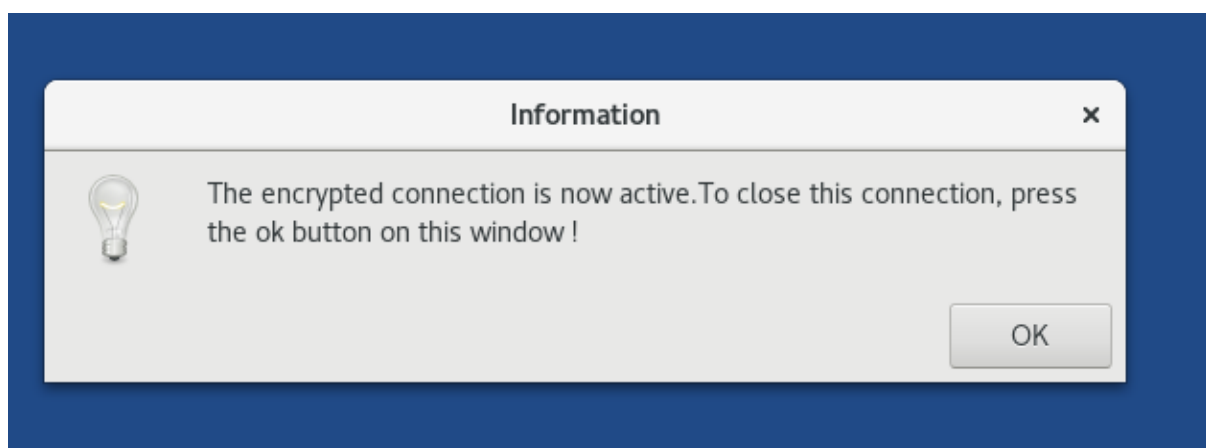 Information
The encrypted connection is now active.To close this connection, press
the ok button on this window !
OK